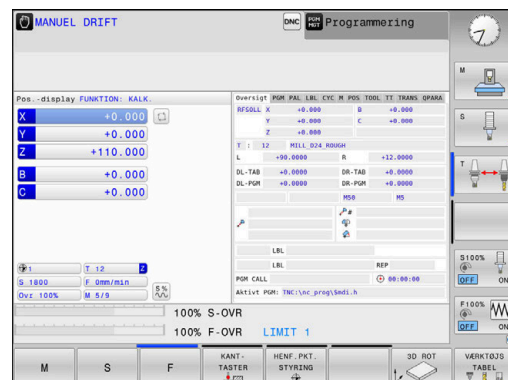 MANUEL DRIFT
DNC
PGM MGT
Programmering
Pos.-display FUNKTION: KALK.
X +0.000
Y +0.000
Z +110.000
B +0.000
C +0.000
1
T 12 Z
S 1800 F 0mm/min
Ovr 100% M 5/9
S %
Oversigt PGM PAL LBL CYC M POS TOOL TT TRANS QPARA
RFSOLL X +0.000 B +0.000
Y +0.000 C +0.000
Z +0.000
T : 12 MILL_D24_ROUGH
L +90.0000 R +12.0000
DL-TAB +0.0000 DR-TAB +0.0000
DL-PGM +0.0000 DR-PGM +0.0000
M50 M5
P#
LBL
LBL REP
PGM CALL 00:00:00
Aktivt PGM: TNC:\nc_prog\$mdi.h
100% S-OVR
100% F-OVR LIMIT 1
M
S
T
S100%
OFF ON
F100%
OFF ON
M
S
F
KANT-
TASTER
HENF.PKT.
STYRING
3D ROT
VÆRKTØJS
TABEL